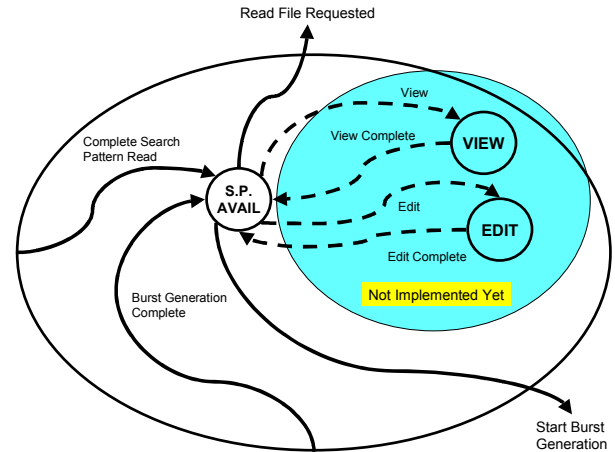 Read File Requested
View
Complete Search
Pattern Read
View Complete
VIEW
S.P.
AVAIL
Edit
EDIT
Edit Complete
Burst Generation
Complete
Not Implemented Yet
Start Burst
Generation